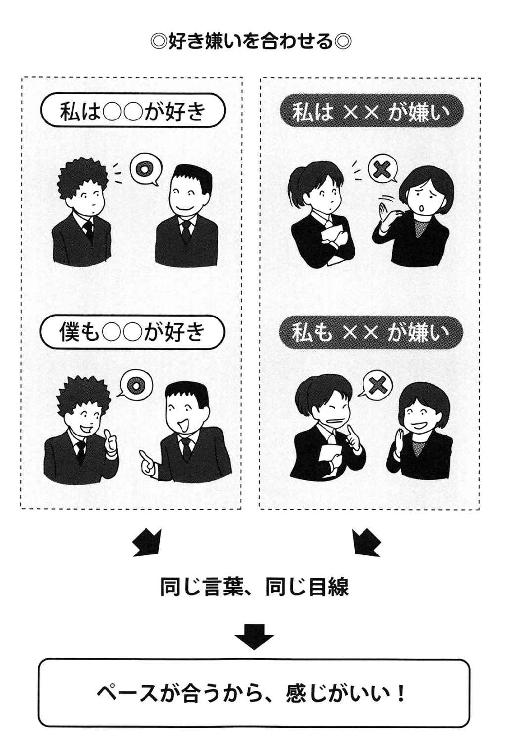 ◎好き嫌いを合わせる◎
私は○○が好き
僕も○○が好き
私は××が嫌い
私も××が嫌い
同じ言葉、同じ目線
ペースが合うから、感じがいい！